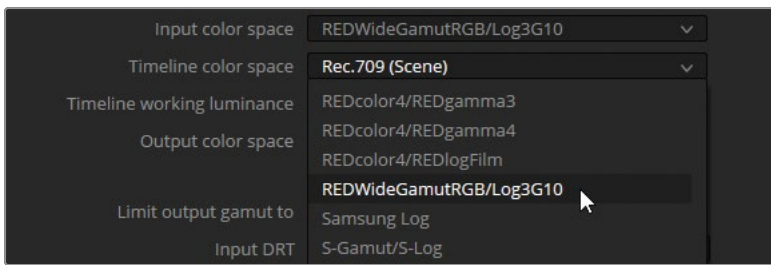 Input color space REDWideGamutRGB/Log3G10
Timeline color space Rec.709 (Scene)
Timeline working luminance REDcolor4/REDgamma3
REDcolor4/REDgamma4
Output color space
REDcolor4/REDlogFilm
REDWideGamutRGB/Log3G10
Limit output gamut to Samsung Log
Input DRT S-Gamut/S-Log